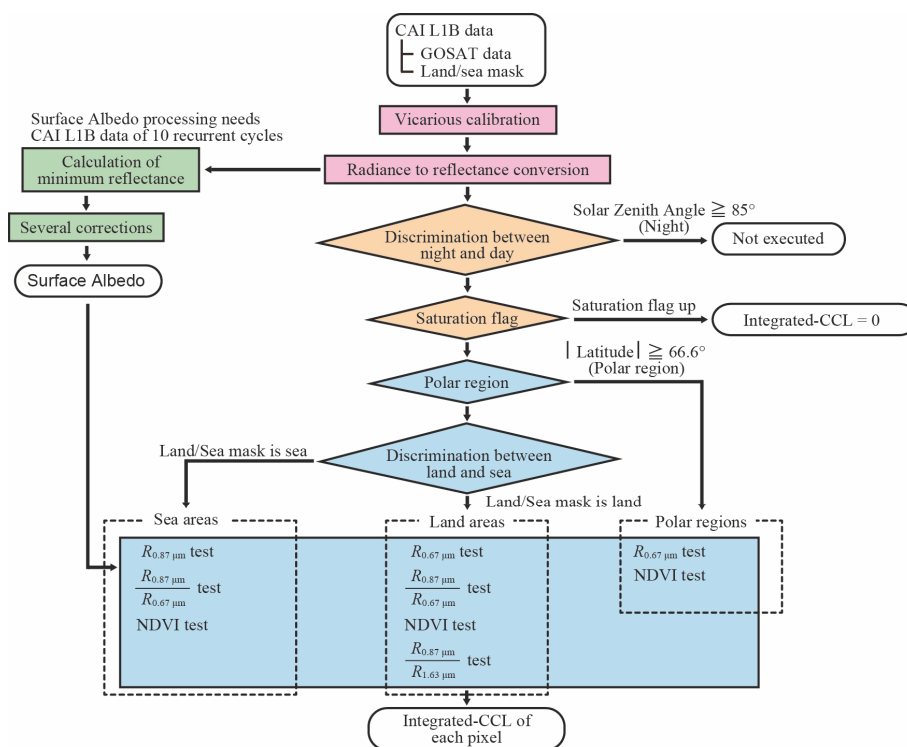 CAI L1B data
GOSAT data
Land/sea mask
Vicarious calibration
Surface Albedo processing needs
CAI L1B data of 10 recurrent cycles
Calculation of
minimum reflectance
Radiance to reflectance conversion
Several corrections
Surface Albedo
Discrimination between
night and day
Solar Zenith Angle ≧ 85°
(Night)
Not executed
Saturation flag
Saturation flag up
Integrated-CCL = 0
Polar region
| Latitude | ≧ 66.6°
(Polar region)
Discrimination between
land and sea
Land/Sea mask is sea
Land/Sea mask is land
Sea areas
R0.87 μm test
R0.87 μm / R0.67 μm test
NDVI test
Land areas
R0.67 μm test
R0.87 μm / R0.67 μm test
NDVI test
R0.87 μm / R1.63 μm test
Polar regions
R0.67 μm test
NDVI test
Integrated-CCL of
each pixel